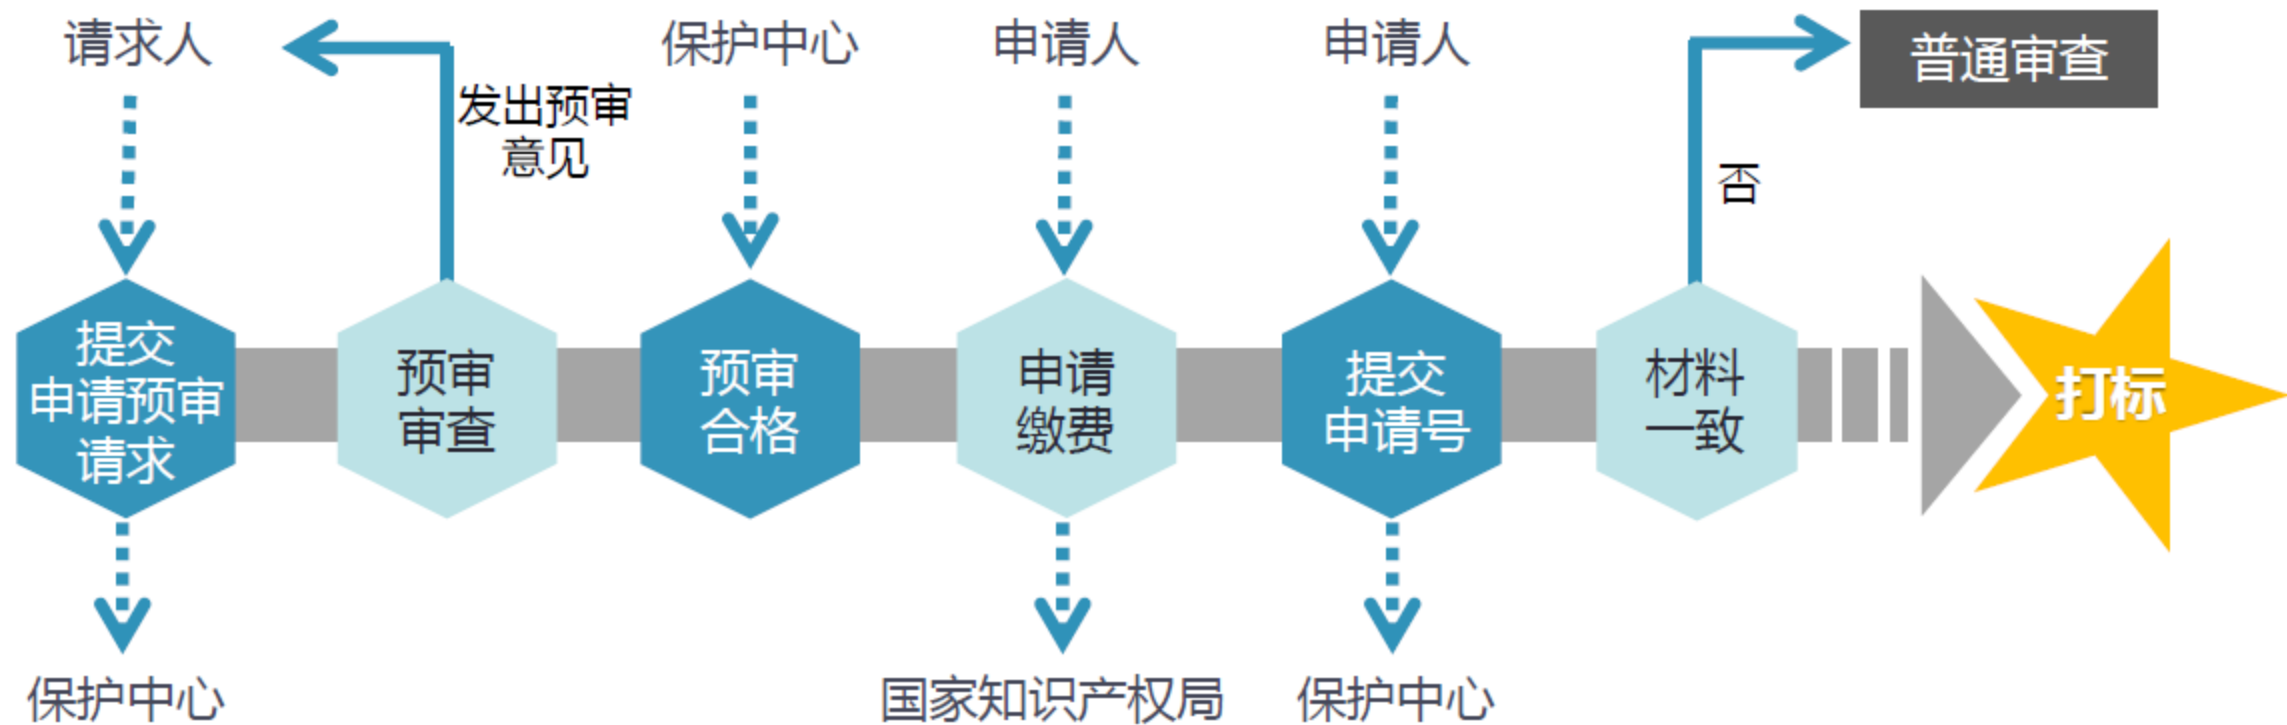 请求人
保护中心
申请人
申请人
普通审查
发出预审
意见
否
提交
申请预审
请求
预审
审查
预审
合格
申请
缴费
提交
申请号
材料
一致
打标
保护中心
国家知识产权局
保护中心